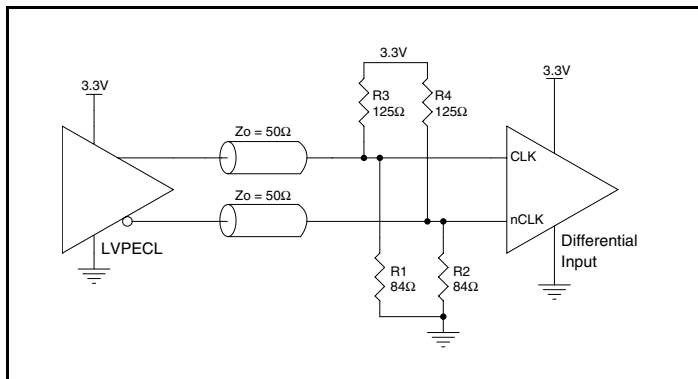 3.3V
3.3V
3.3V
R3
125Ω
R4
125Ω
Zo = 50Ω
CLK
Zo = 50Ω
nCLK
LVPECL
Differential
Input
R1
84Ω
R2
84Ω